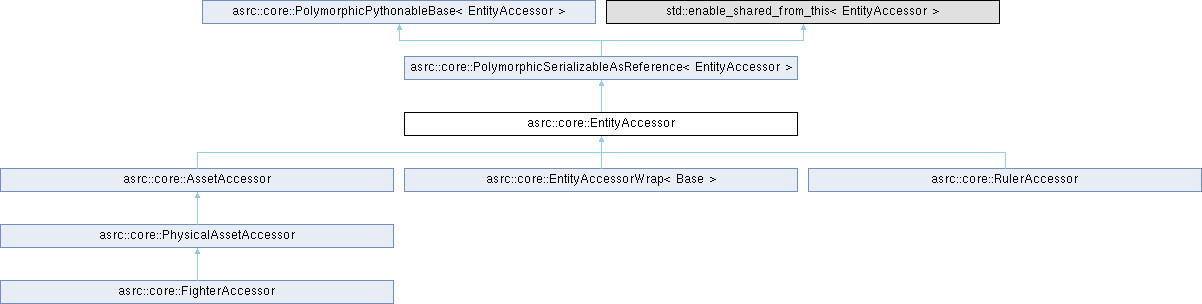 asrc::core::PolymorphicPythonableBase< EntityAccessor >
std::enable_shared_from_this< EntityAccessor >
asrc::core::PolymorphicSerializableAsReference< EntityAccessor >
asrc::core::EntityAccessor
asrc::core::AssetAccessor
asrc::core::EntityAccessorWrap< Base >
asrc::core::RulerAccessor
asrc::core::PhysicalAssetAccessor
asrc::core::FighterAccessor